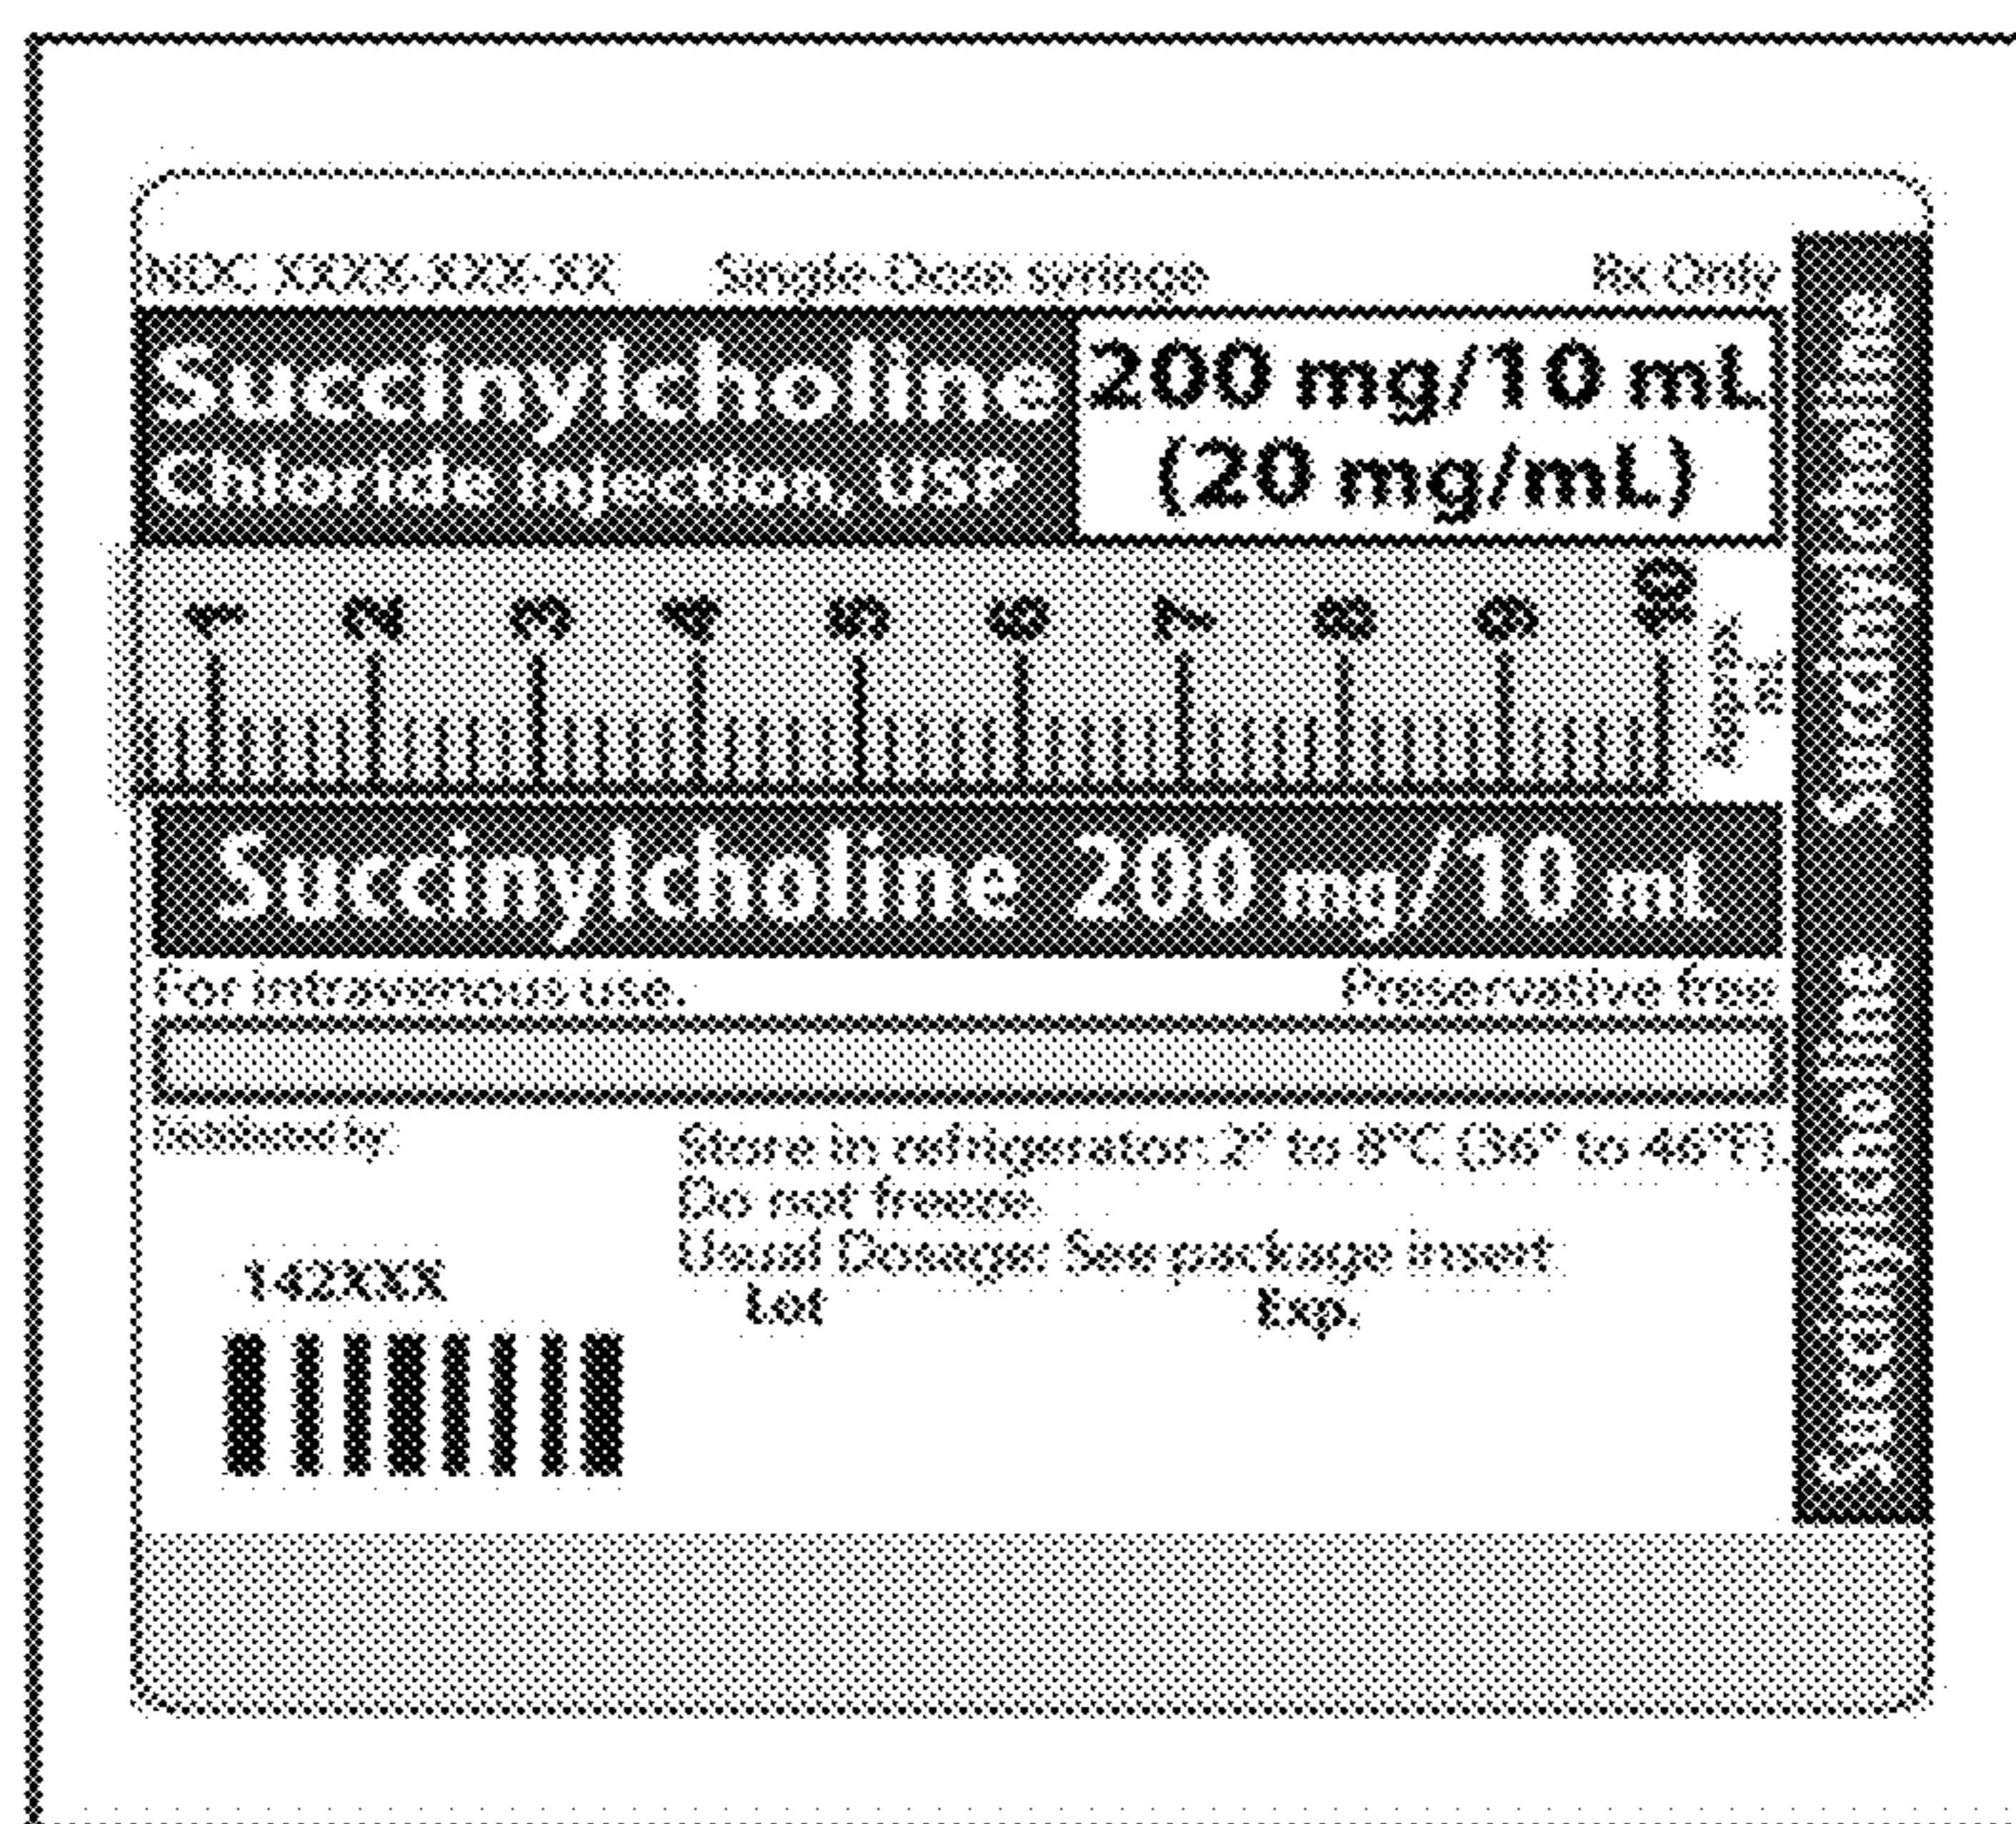 NDC XXXX-XXX-XX Single-Dose syringe Rx Only
Succinylcholine
Chloride injection, USP
200 mg/10 mL
(20 mg/mL)
1 2 3 4 5 6 7 8 9 10
mL
Succinylcholine 200 mg/10 mL
For intravenous use. Preservative free
by:
Store in refrigerator: 2° to 8°C (36° to 46°F).
Do not freeze.
Usual Dosage: See package insert
Lot Exp.
142XXX
Succinylcholine Succinylcholine